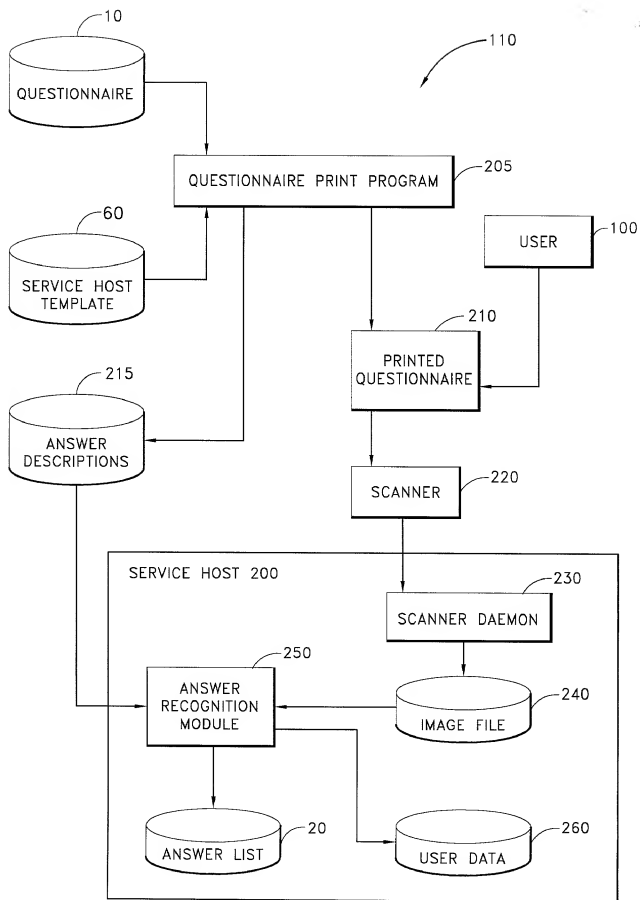 10
110
QUESTIONNAIRE
205
QUESTIONNAIRE PRINT PROGRAM
60
100
USER
SERVICE HOST
TEMPLATE
210
PRINTED
QUESTIONNAIRE
215
ANSWER
DESCRIPTIONS
220
SCANNER
SERVICE HOST 200
230
SCANNER DAEMON
250
ANSWER
RECOGNITION
MODULE
240
IMAGE FILE
20
ANSWER LIST
260
USER DATA